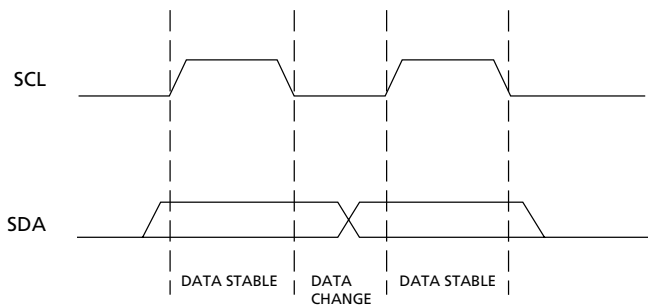 SCL
SDA
DATA STABLE
DATA
CHANGE
DATA STABLE